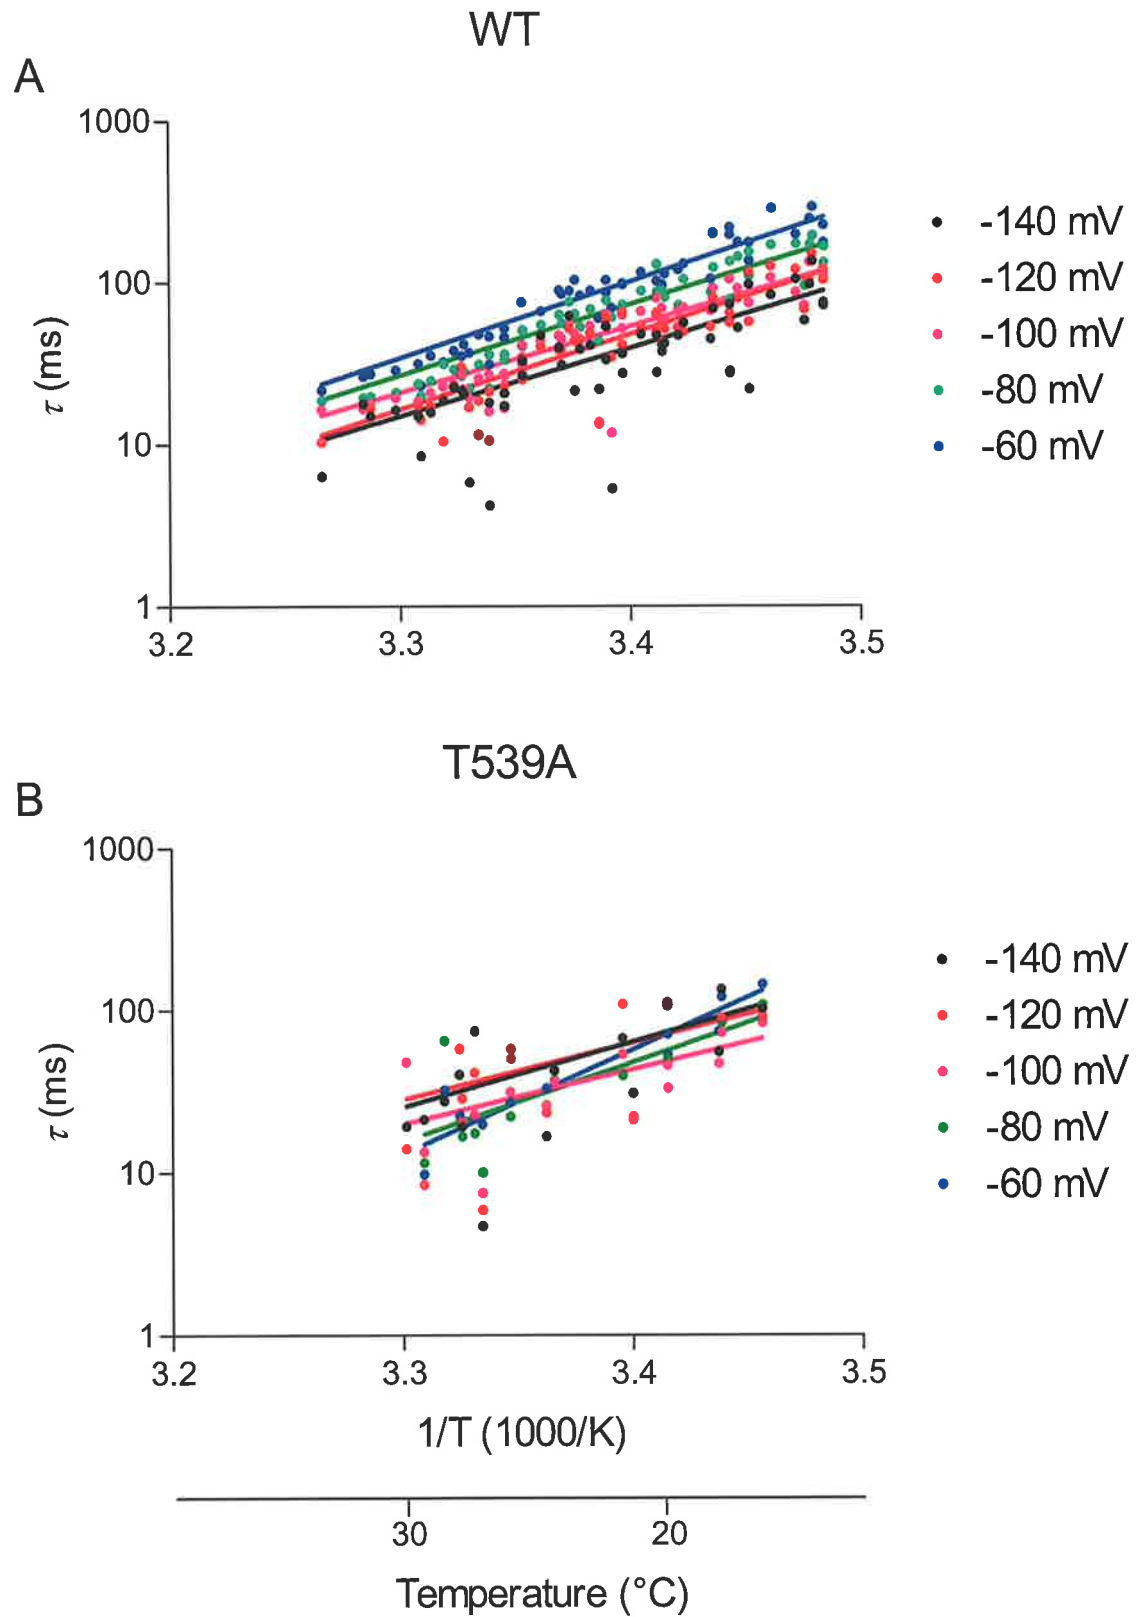 WT
A
1000
100
10
1
τ (ms)
3.2 3.3 3.4 3.5
-140 mV
-120 mV
-100 mV
-80 mV
-60 mV
T539A
B
1000
100
10
1
τ (ms)
3.2 3.3 3.4 3.5
1/T (1000/K)
-140 mV
-120 mV
-100 mV
-80 mV
-60 mV
30 20
Temperature (°C)